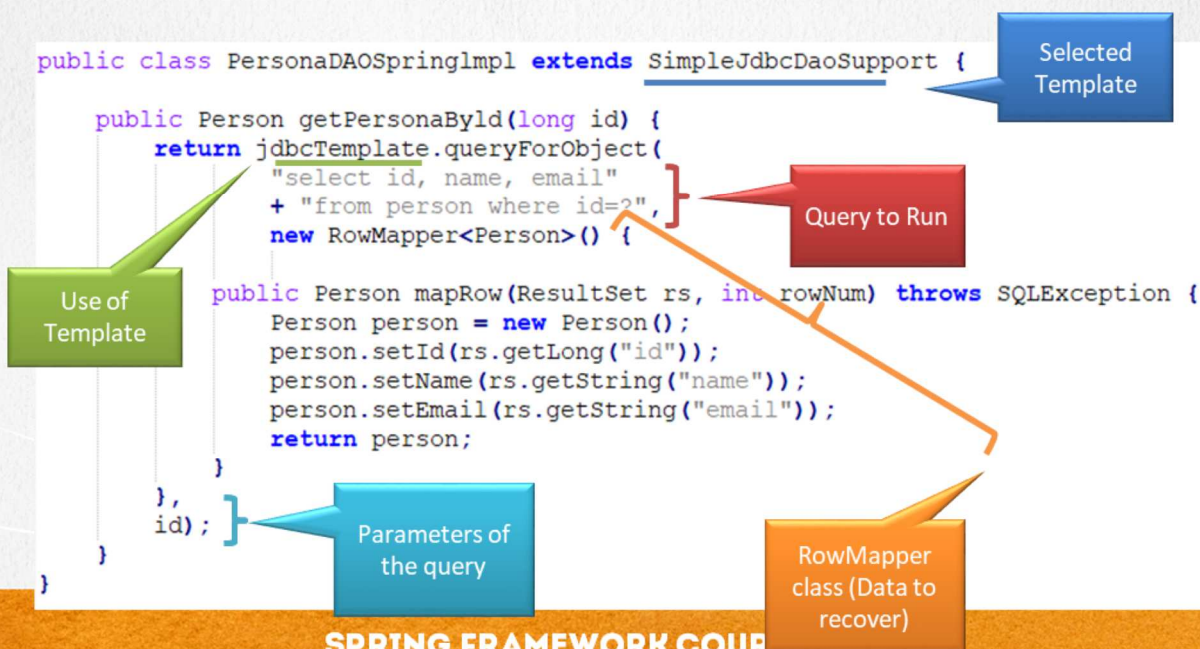 public class PersonaDAOSpringlmpl extends SimpleJdbcDaoSupport {
Selected
Template
public Person getPersonaByld(long id) {
return jdbcTemplate.queryForObject(
"select id, name, email"
+ "from person where id=?",
new RowMapper<Person>() {
Query to Run
Use of
Template
public Person mapRow(ResultSet rs, int rowNum) throws SQLException {
Person person = new Person();
person.setId(rs.getLong("id"));
person.setName(rs.getString("name"));
person.setEmail(rs.getString("email"));
return person;
}
},
id);
}
}
Parameters of
the query
RowMapper
class (Data to
recover)
SPRING FRAMEWORK